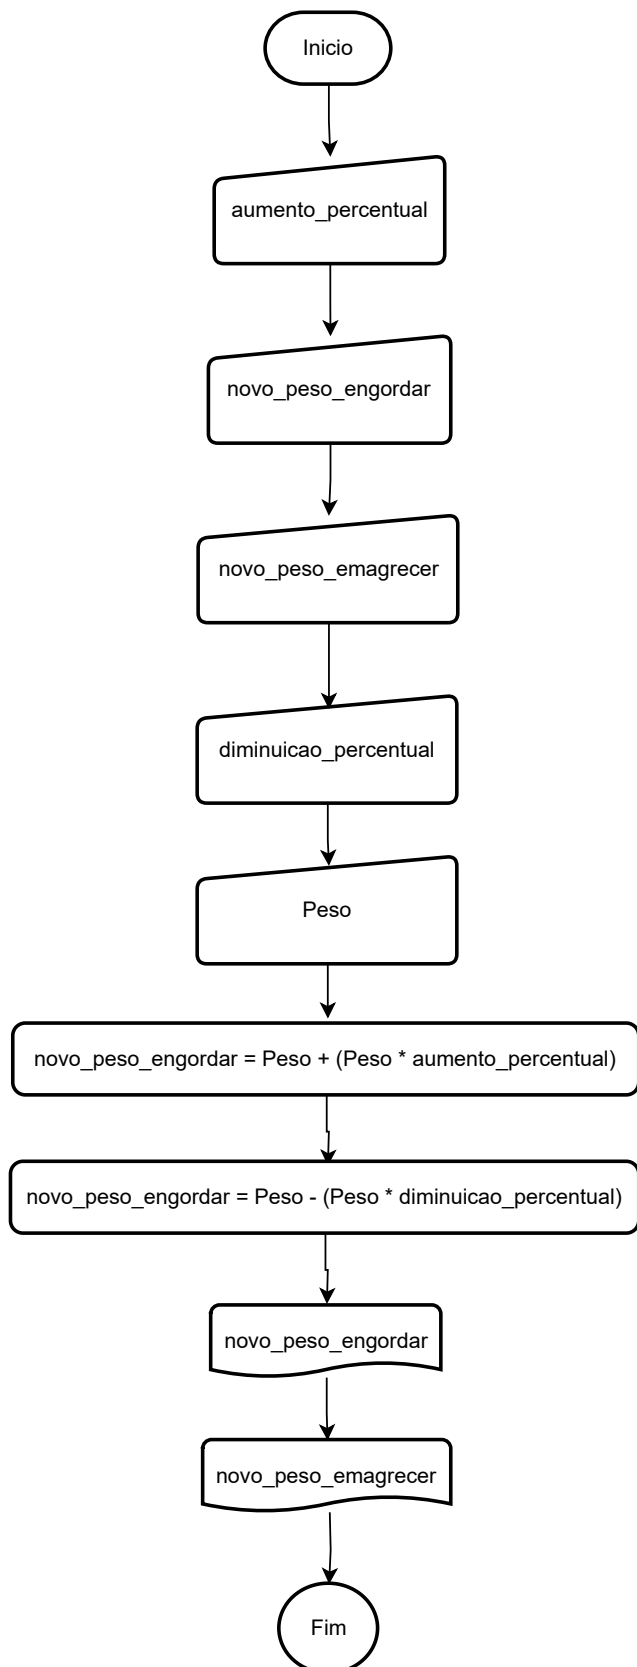 Inicio
aumento_percentual
novo_peso_engordar
novo_peso_emagrecer
diminuicao_percentual
Peso
novo_peso_engordar = Peso + (Peso * aumento_percentual)
novo_peso_engordar = Peso - (Peso * diminuicao_percentual)
novo_peso_engordar
novo_peso_emagrecer
Fim